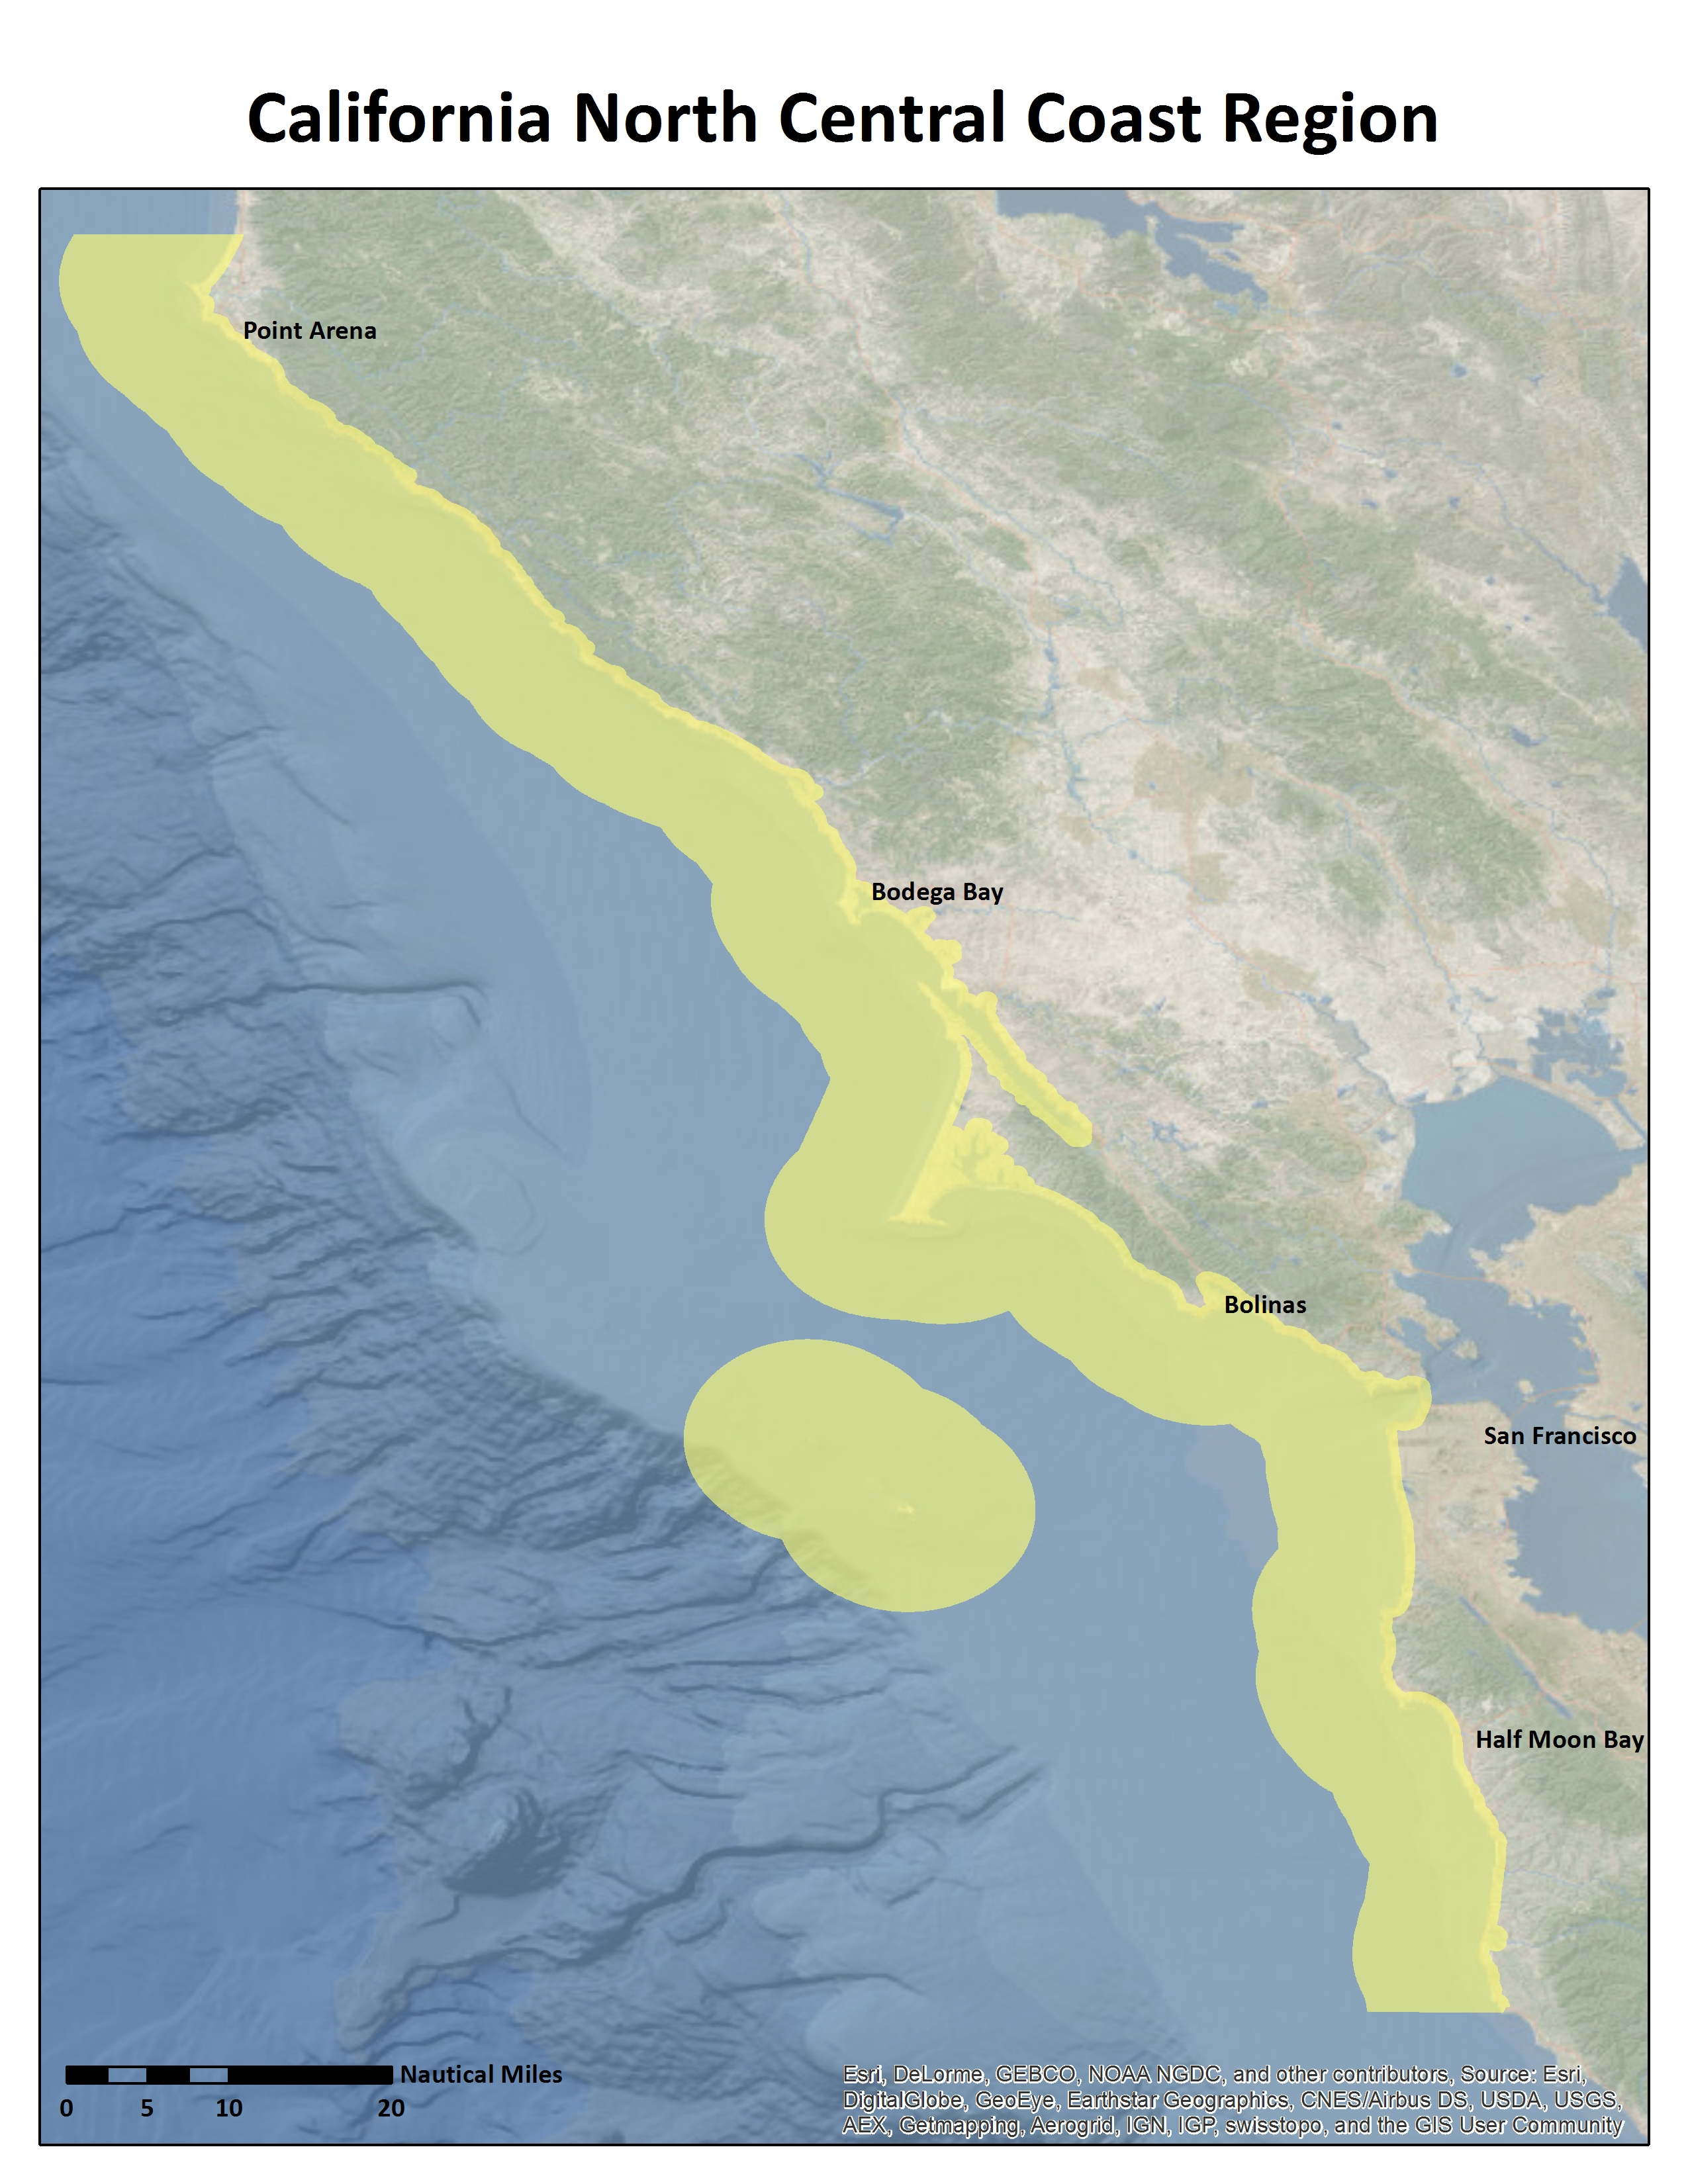 California North Central Coast Region
Point Arena
Bodega Bay
Bolinas
San Francisco
Half Moon Bay
Nautical Miles
0 5 10 20
Esri, DeLorme, GEBCO, NOAA NGDC, and other contributors, Source: Esri,
DigitalGlobe, GeoEye, Earthstar Geographics, CNES/Airbus DS, USDA, USGS,
AEX, Getmapping, Aerogrid, IGN, IGP, swisstopo, and the GIS User Community